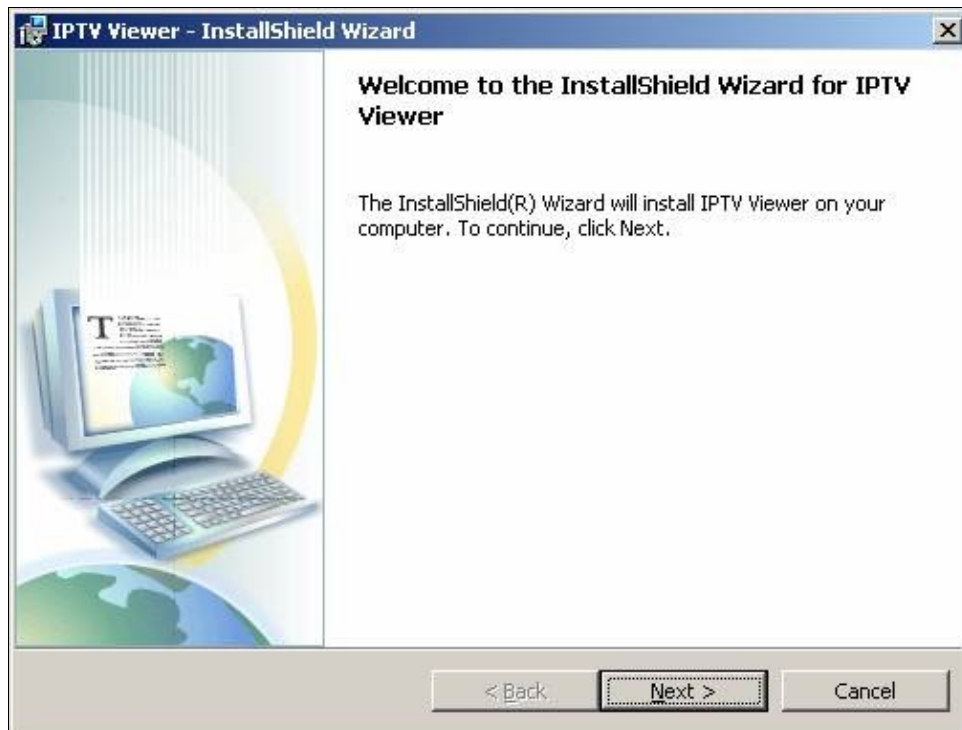 IPTV Viewer - InstallShield Wizard
Welcome to the InstallShield Wizard for IPTV
Viewer
The InstallShield(R) Wizard will install IPTV Viewer on your
computer. To continue, click Next.
T
< Back
Next >
Cancel